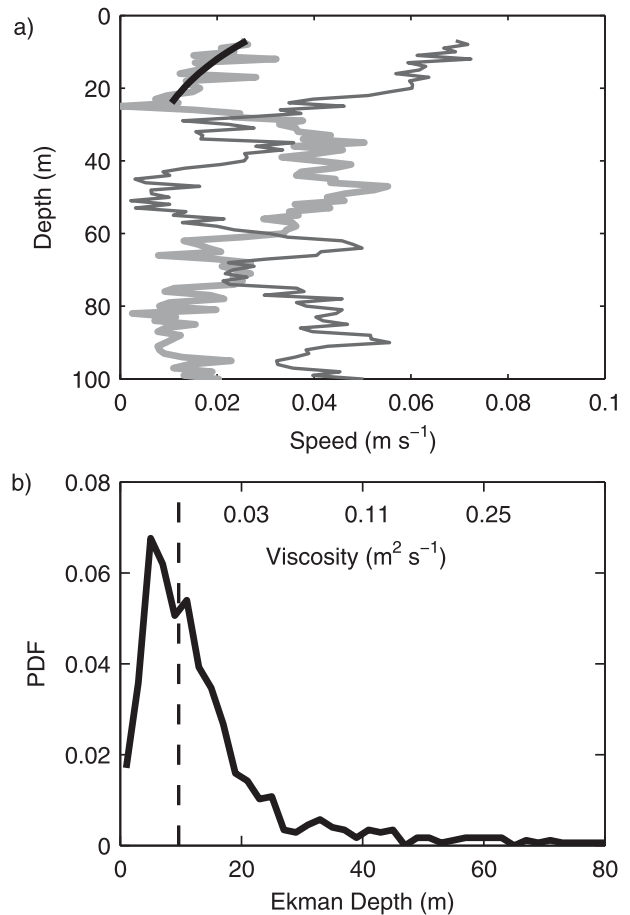 a)
0
20
40
60
80
100
Depth (m)
0 0.02 0.04 0.06 0.08 0.1
Speed (m s⁻¹)
b)
0.08
0.06
0.04
0.02
0
PDF
0.03 0.11 0.25
Viscosity (m² s⁻¹)
0 20 40 60 80
Ekman Depth (m)